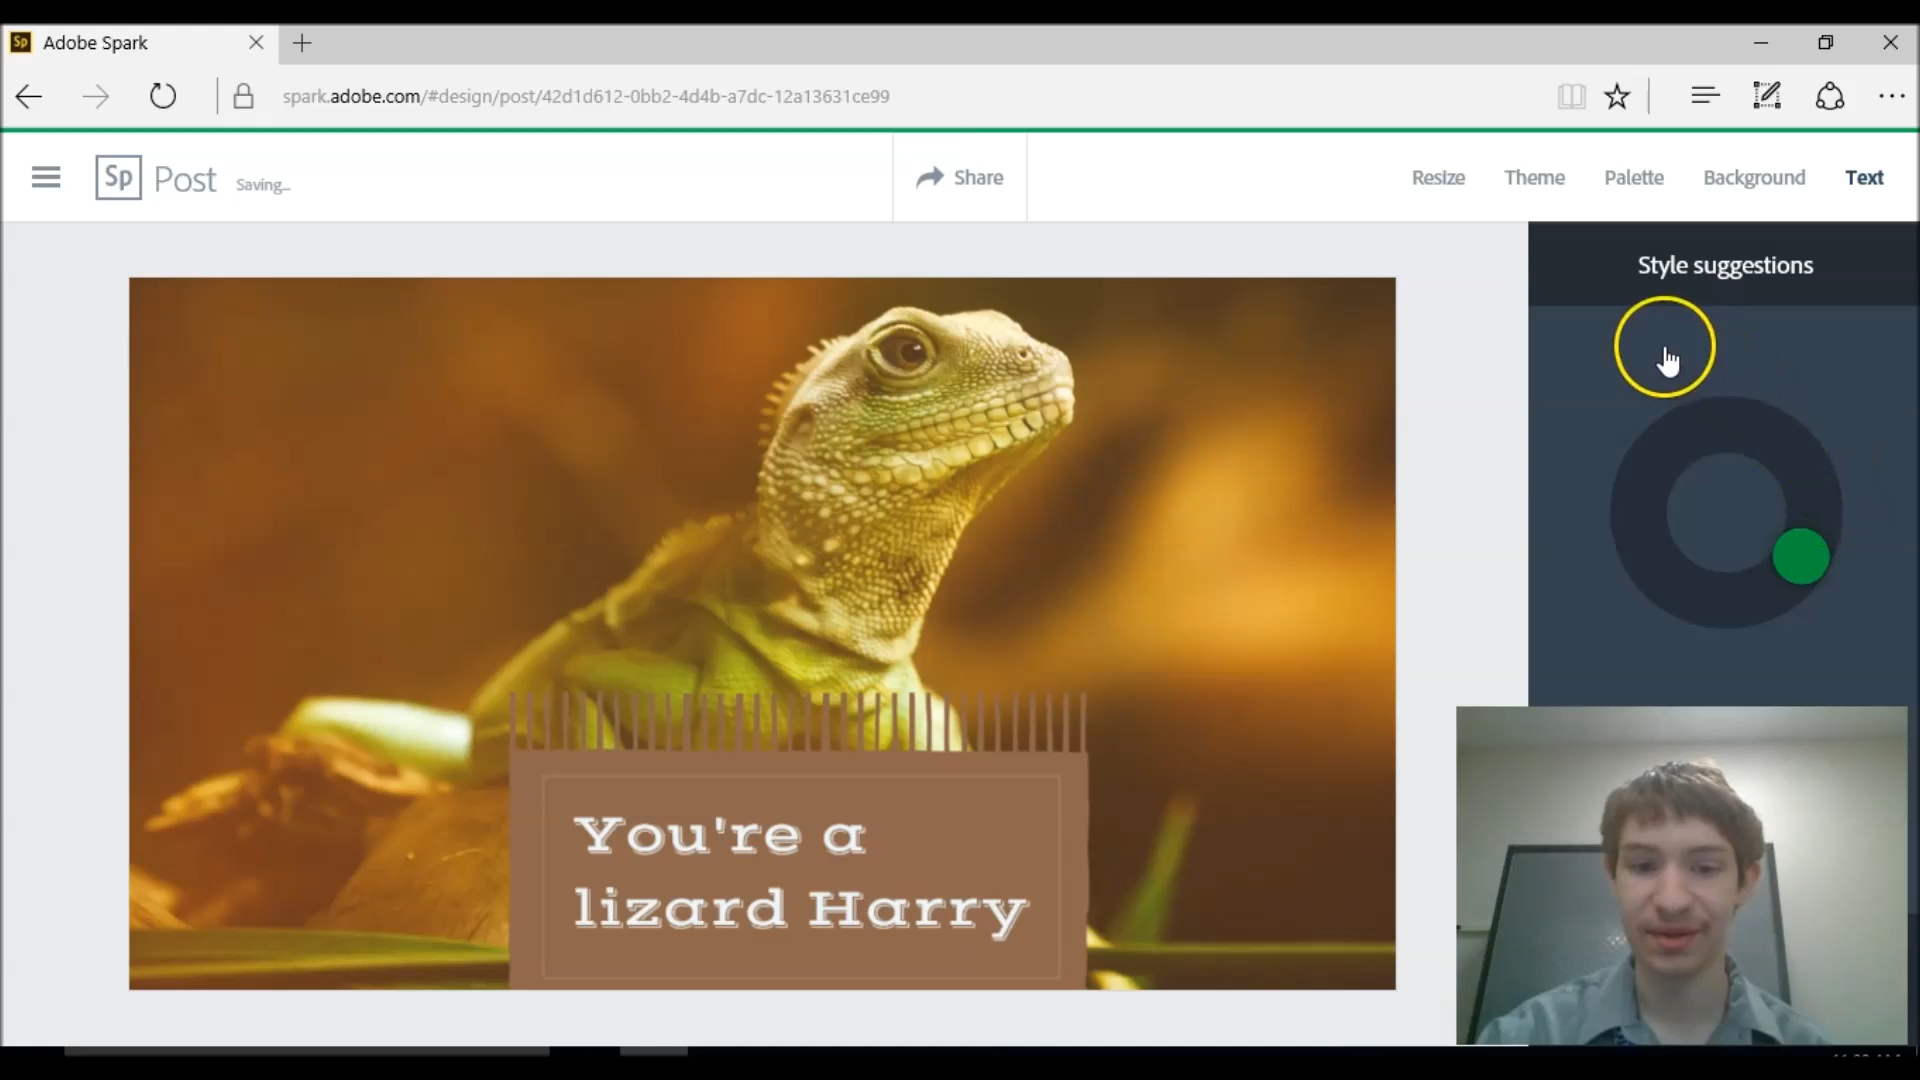 Sp Adobe Spark
spark.adobe.com/#design/post/42d1d612-0bb2-4d4b-a7dc-12a13631ce99
Sp Post Saving... Share Resize Theme Palette Background Text
Style suggestions
You're a
lizard Harry